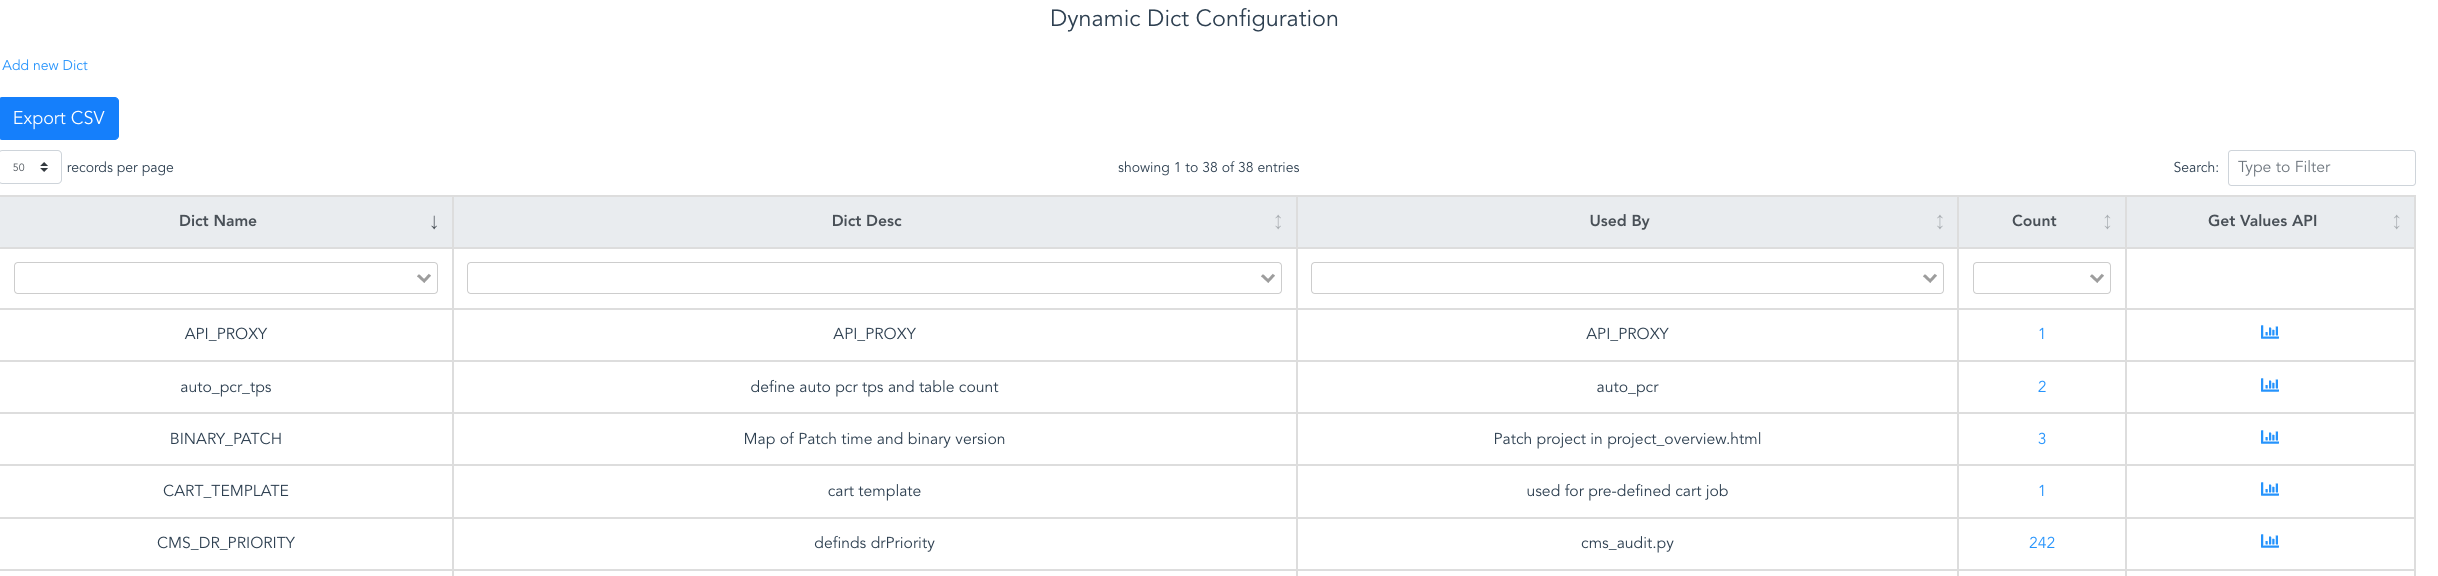 Dynamic Dict Configuration
Add new Dict
Export CSV
50 records per page showing 1 to 38 of 38 entries Search: Type to Filter
Dict Name Dict Desc Used By Count Get Values API
API_PROXY API_PROXY API_PROXY 1
auto_pcr_tps define auto pcr tps and table count auto_pcr 2
BINARY_PATCH Map of Patch time and binary version Patch project in project_overview.html 3
CART_TEMPLATE cart template used for pre-defined cart job 1
CMS_DR_PRIORITY definds drPriority cms_audit.py 242